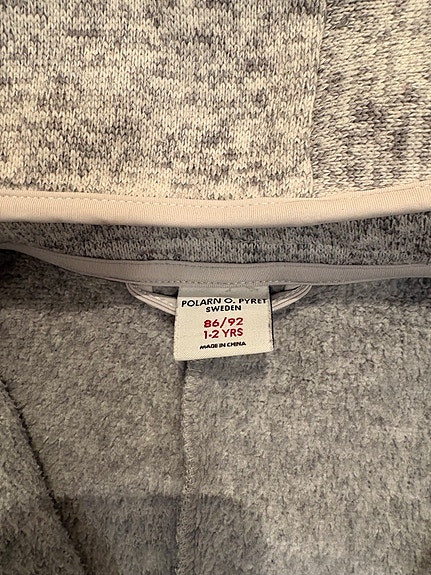 POLARN O. PYRET
SWEDEN
86/92
1-2 YRS
MADE IN CHINA